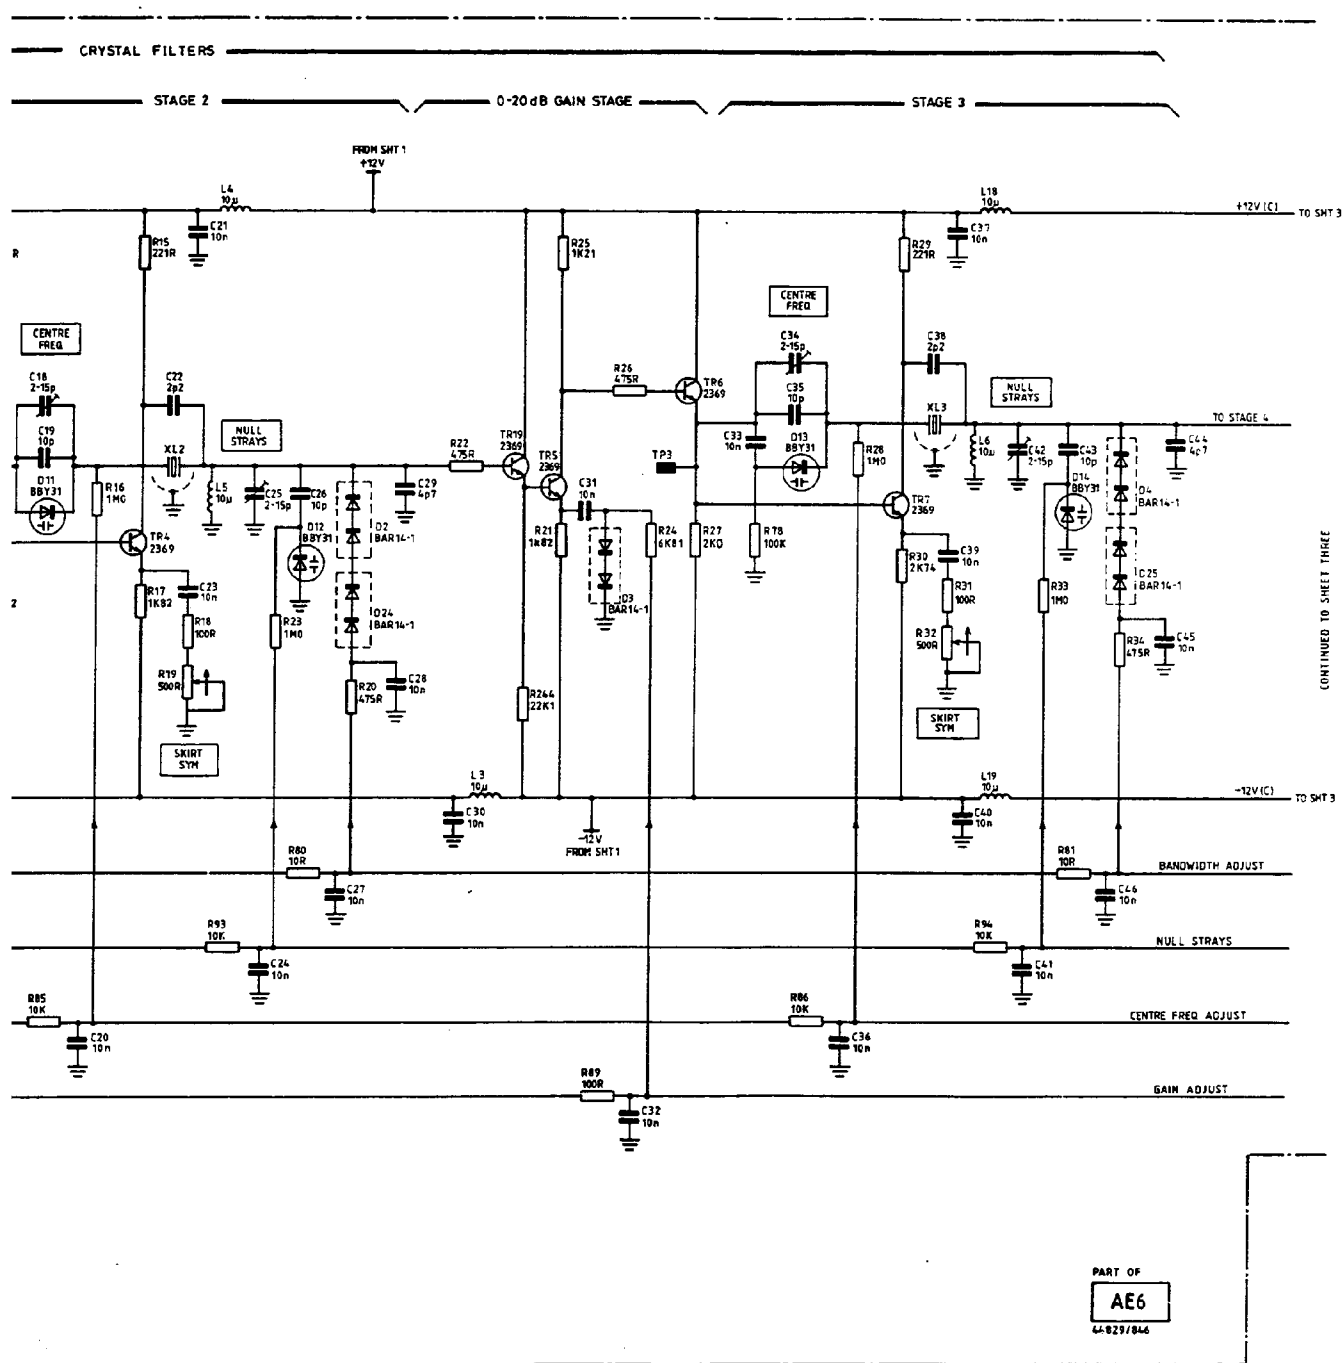 CRYSTAL FILTERS
STAGE 2
0-20dB GAIN STAGE
STAGE 3
FROM SHT 1
+12V
L4
10µ
C21
10n
R15
221R
R25
1K21
L18
10µ
C37
10n
R29
221R
+12V(C)
TO SHT 3
R
CENTRE
FREQ
C18
2-15p
C19
10p
D11
BBY31
C22
2p2
XL2
NULL
STRAYS
R16
1M0
TR4
2369
L5
10µ
C25
2-15p
C26
10p
D12
BBY31
D2
BAR14-1
C29
4p7
R22
475R
TR19
2369
TR5
2369
R26
475R
TR6
2369
CENTRE
FREQ
C34
2-15p
C35
10p
D13
BBY31
C33
10n
TP3
C31
10n
R21
1K82
D3
BAR14-1
R24
6K81
R27
2K0
R78
100K
R28
1M0
C38
2p2
XL3
TR7
2369
NULL
STRAYS
L6
10µ
C42
2-15p
C43
10p
D14
BBY31
D4
BAR14-1
C44
4p7
TO STAGE 4
2
R17
1K82
C23
10n
R18
100R
R19
500R
SKIRT
SYM
R23
1M0
D24
BAR14-1
R20
475R
C28
10n
R244
22K1
R30
2K74
C39
10n
R31
100R
R32
500R
SKIRT
SYM
R33
1M0
D25
BAR14-1
R34
475R
C45
10n
CONTINUED TO SHEET THREE
L3
10µ
C30
10n
-12V
FROM SHT1
L19
10µ
C40
10n
-12V(C)
TO SHT 3
R80
10R
C27
10n
R81
10R
C46
10n
BANDWIDTH ADJUST
R93
10K
C24
10n
R94
10K
C41
10n
NULL STRAYS
R85
10K
C20
10n
R86
10K
C36
10n
CENTRE FREQ ADJUST
R89
100R
C32
10n
GAIN ADJUST
PART OF
AE6
44829/846